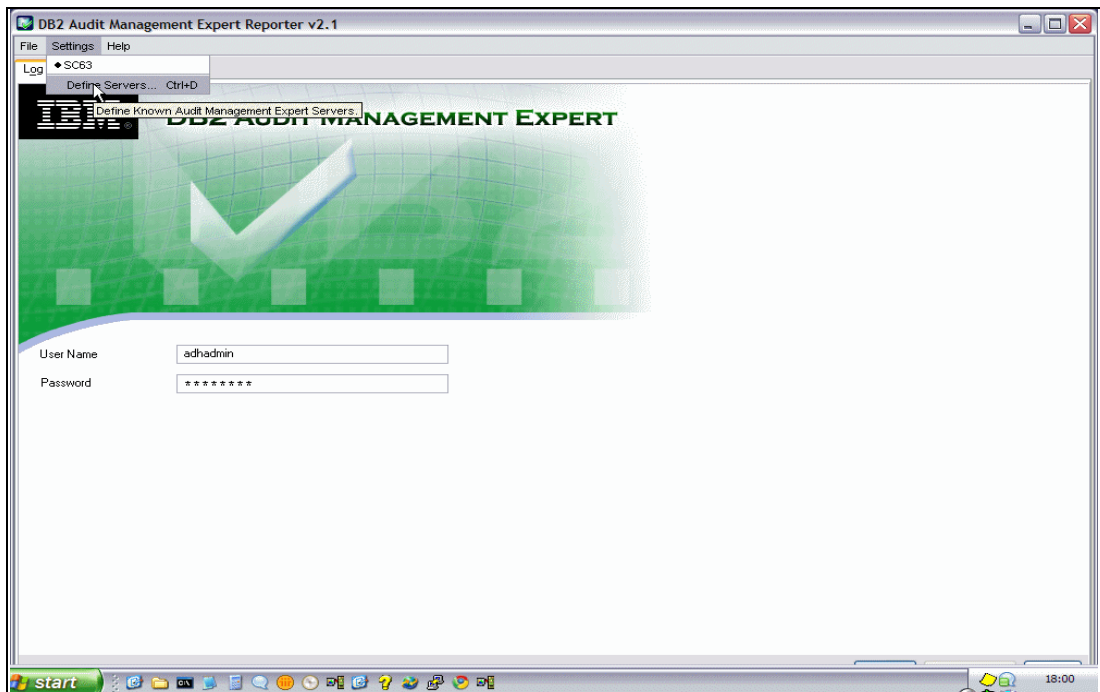 DB2 Audit Management Expert Reporter v2.1
File Settings Help
Log
◆SC63
Define Servers... Ctrl+D
Define Known Audit Management Expert Servers.
IBM®
DB2 AUDIT MANAGEMENT EXPERT
User Name
adhadmin
Password
********
start
18:00